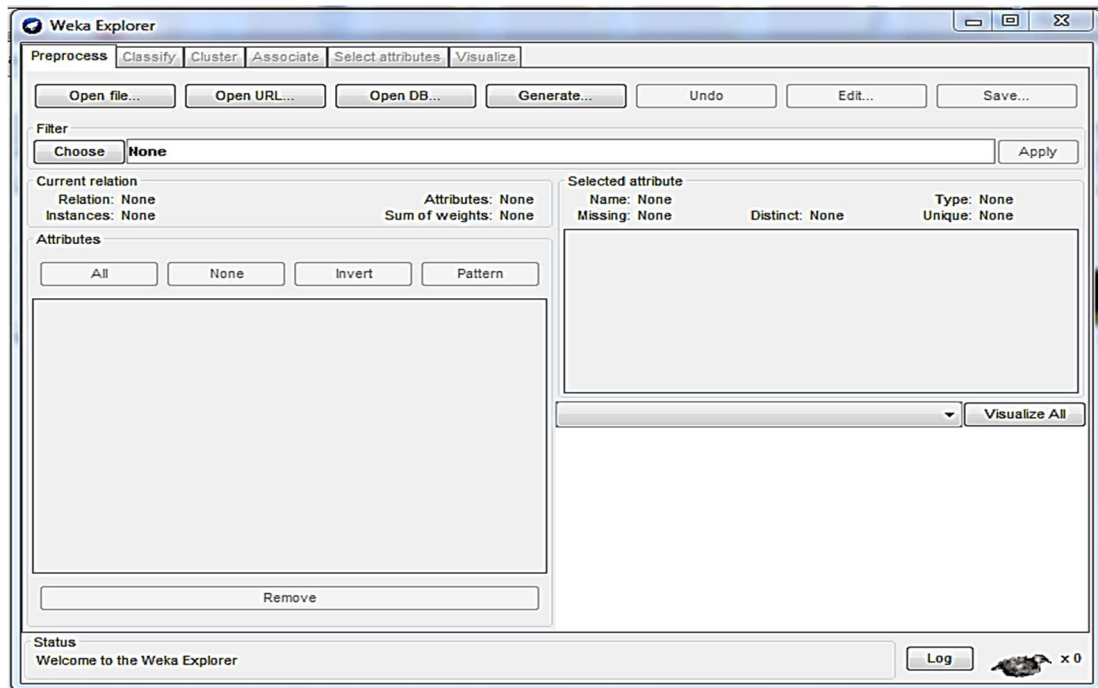 Weka Explorer
Preprocess Classify Cluster Associate Select attributes Visualize
Open file... Open URL... Open DB... Generate... Undo Edit... Save...
Filter
Choose None Apply
Current relation
Relation: None Attributes: None
Instances: None Sum of weights: None
Selected attribute
Name: None Type: None
Missing: None Distinct: None Unique: None
Attributes
All None Invert Pattern
Visualize All
Remove
Status
Welcome to the Weka Explorer
Log x 0